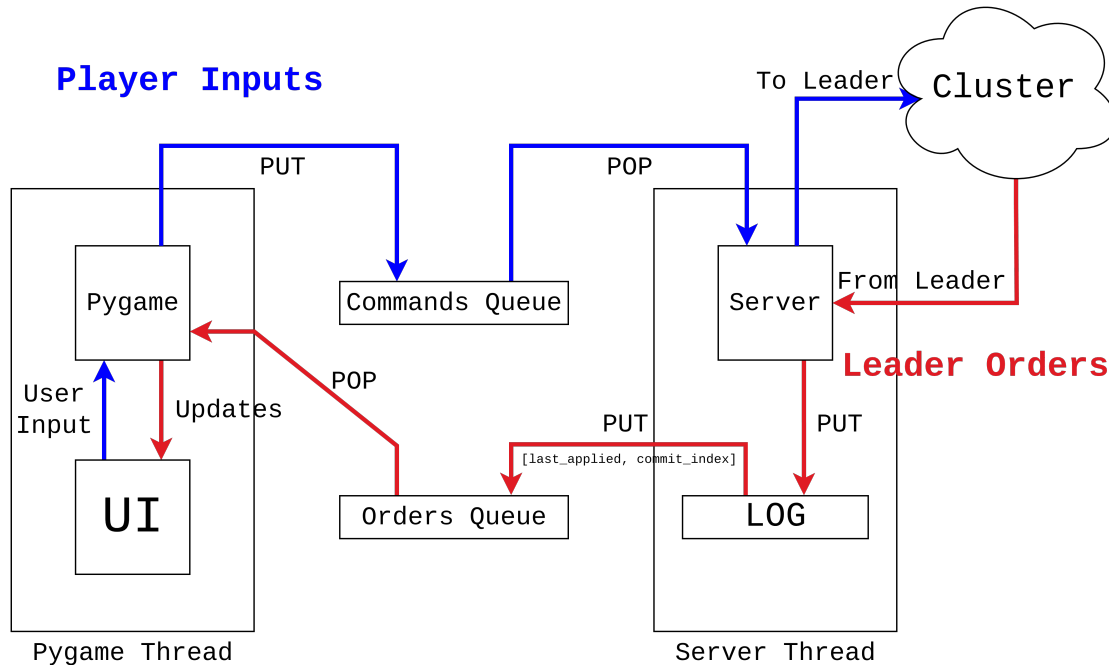 Player Inputs
To Leader
Cluster
PUT
POP
Pygame
Commands Queue
Server
From Leader
Leader Orders
User
Input
Updates
POP
PUT
PUT
[last_applied, commit_index]
UI
Orders Queue
LOG
Pygame Thread
Server Thread